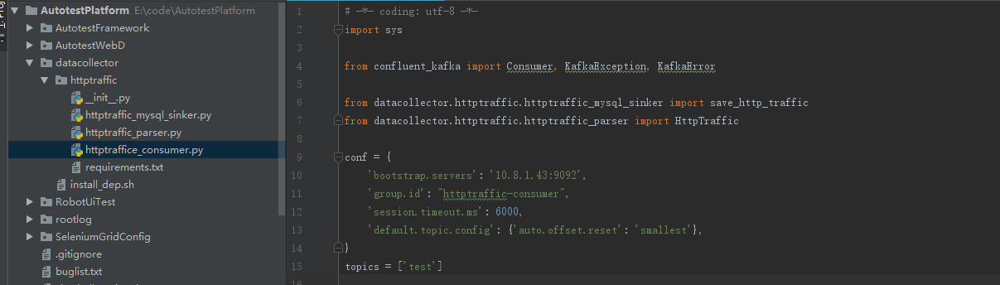 AutotestPlatform E:\code\AutotestPlatform
AutotestFramework
AutotestWebD
datacollector
httptraffic
__init__.py
httptraffic_mysql_sinker.py
httptraffic_parser.py
httptraffice_consumer.py
requirements.txt
install_dep.sh
RobotUiTest
rootlog
SeleniumGridConfig
.gitignore
buglist.txt
1 # -*- coding: utf-8 -*-
2 import sys
3
4 from confluent_kafka import Consumer, KafkaException, KafkaError
5
6 from datacollector.httptraffic.httptraffic_mysql_sinker import save_http_traffic
7 from datacollector.httptraffic.httptraffic_parser import HttpTraffic
8
9 conf = {
10 'bootstrap.servers': '10.8.1.43:9092',
11 'group.id': "httptraffic-consumer",
12 'session.timeout.ms': 6000,
13 'default.topic.config': {'auto.offset.reset': 'smallest'},
14 }
15 topics = ['test']
16